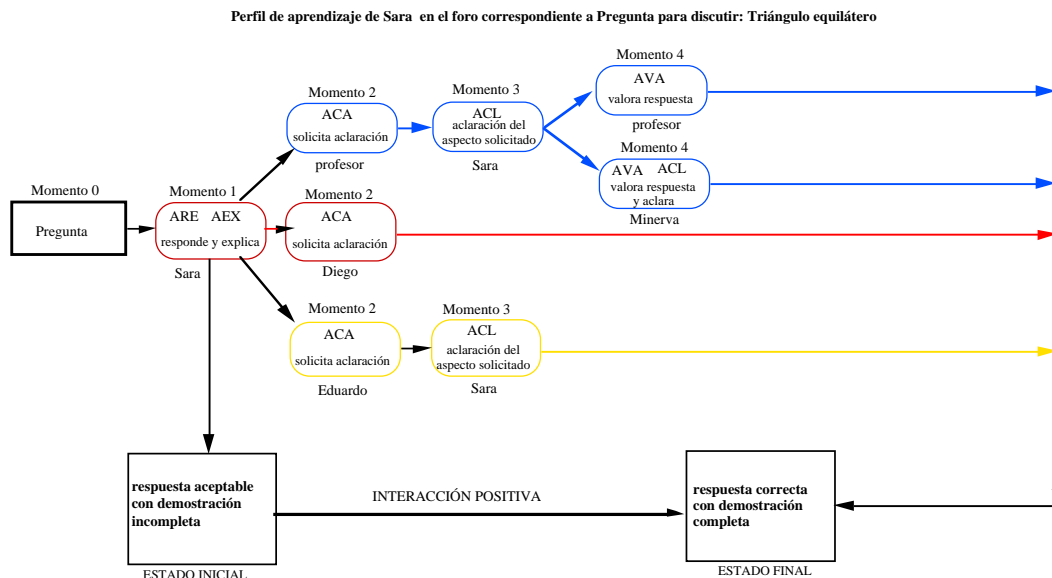 Perfil de aprendizaje de Sara en el foro correspondiente a Pregunta para discutir: Triángulo equilátero
Momento 0
Pregunta
Momento 1
ARE AEX
responde y explica
Sara
Momento 2
ACA
solicita aclaración
profesor
Momento 3
ACL
aclaración del
aspecto solicitado
Sara
Momento 4
AVA
valora respuesta
profesor
Momento 4
AVA ACL
valora respuesta
y aclara
Minerva
Momento 2
ACA
solicita aclaración
Diego
Momento 2
ACA
solicita aclaración
Eduardo
Momento 3
ACL
aclaración del
aspecto solicitado
Sara
respuesta aceptable
con demostración
incompleta
ESTADO INICIAL
INTERACCIÓN POSITIVA
respuesta correcta
con demostración
completa
ESTADO FINAL